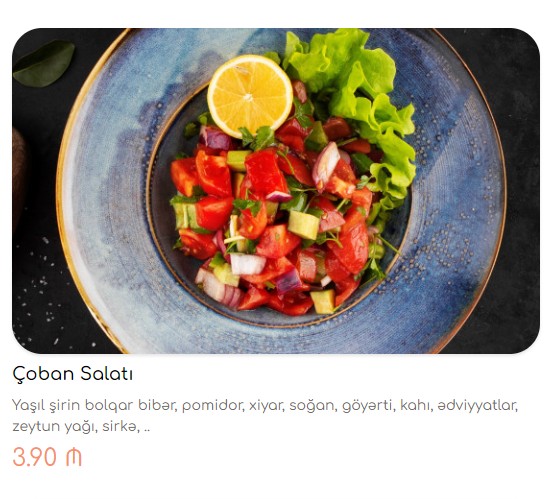 Çoban Salatı
Yaşıl şirin bolqar bibər, pomidor, xiyar, soğan, göyərti, kahı, ədviyyatlar,
zeytun yağı, sirkə, ..
3.90 ₼